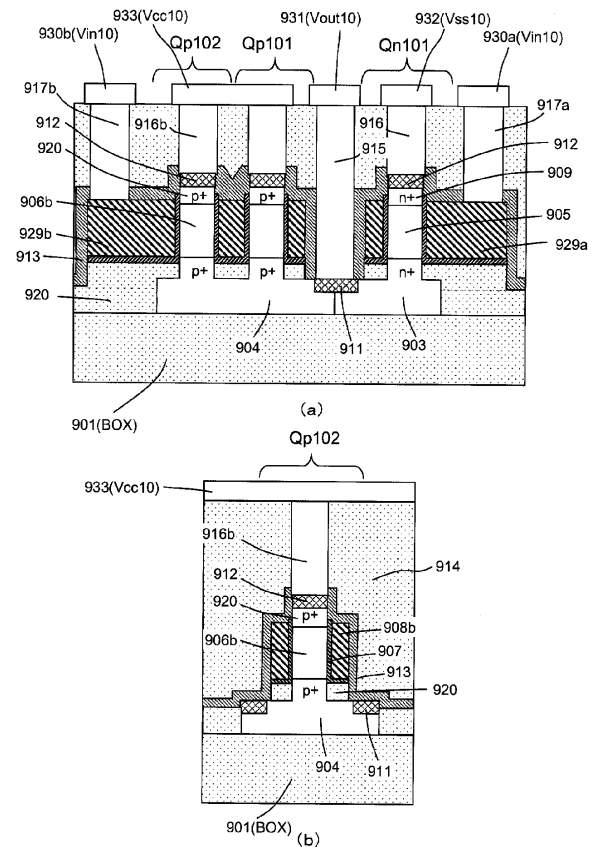 933(Vcc10) 931(Vout10) 932(Vss10)
930b(Vin10) 930a(Vin10)
Qp102 Qp101 Qn101
917b 917a
912 916b 916 912
920 915 909
p+ p+ n+
906b 905
929b 929a
913
p+ p+ n+
920
904 911 903
901(BOX)
(a)
Qp102
933(Vcc10)
916b
914
912
920
p+ 908b
906b 907
913
p+ 920
904 911
901(BOX)
(b)